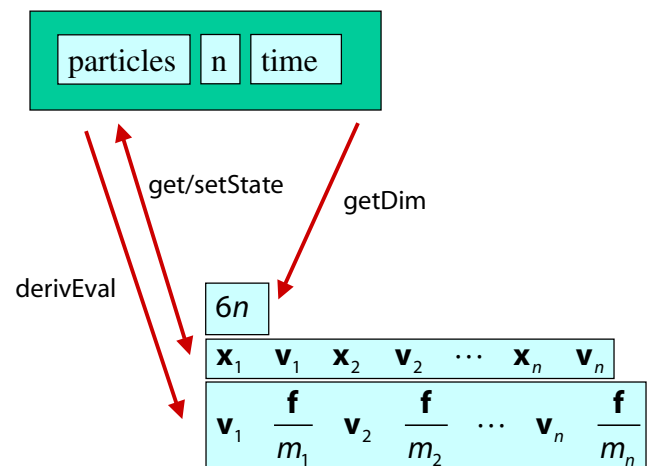 particles n time
get/setState
getDim
derivEval
6n
x₁ v₁ x₂ v₂ ⋯ xₙ vₙ
v₁ f/m₁ v₂ f/m₂ ⋯ vₙ f/mₙ